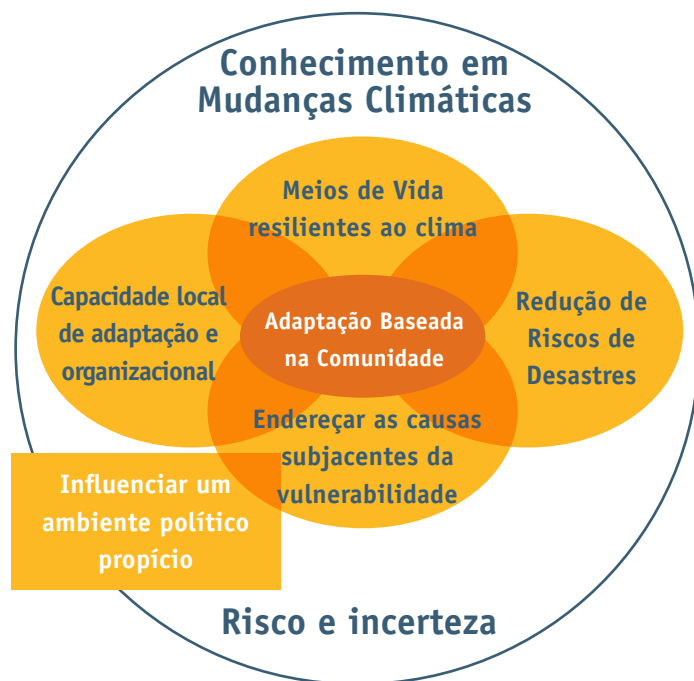 Conhecimento em
Mudanças Climáticas
Meios de Vida
resilientes ao clima
Capacidade local
de adaptação e
organizacional
Adaptação Baseada
na Comunidade
Redução de
Riscos de
Desastres
Endereçar as causas
subjacentes da
vulnerabilidade
Influenciar um
ambiente político
propício
Risco e incerteza